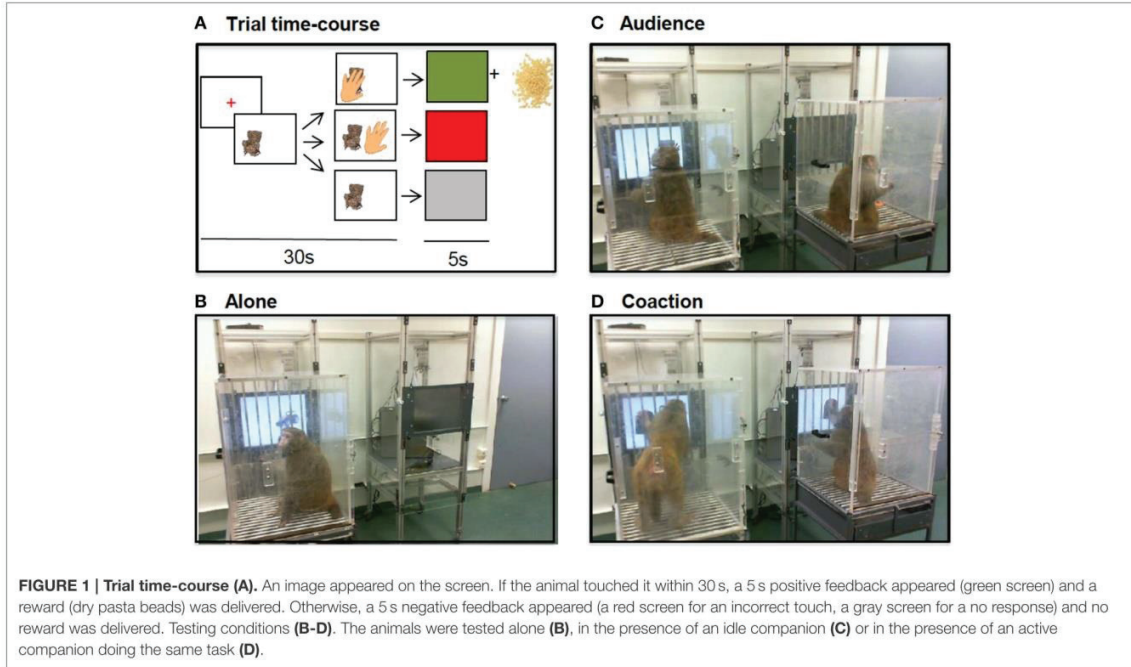 A Trial time-course
+
30s
5s
C Audience
B Alone
D Coaction
FIGURE 1 | Trial time-course (A). An image appeared on the screen. If the animal touched it within 30 s, a 5 s positive feedback appeared (green screen) and a
reward (dry pasta beads) was delivered. Otherwise, a 5 s negative feedback appeared (a red screen for an incorrect touch, a gray screen for a no response) and no
reward was delivered. Testing conditions (B-D). The animals were tested alone (B), in the presence of an idle companion (C) or in the presence of an active
companion doing the same task (D).